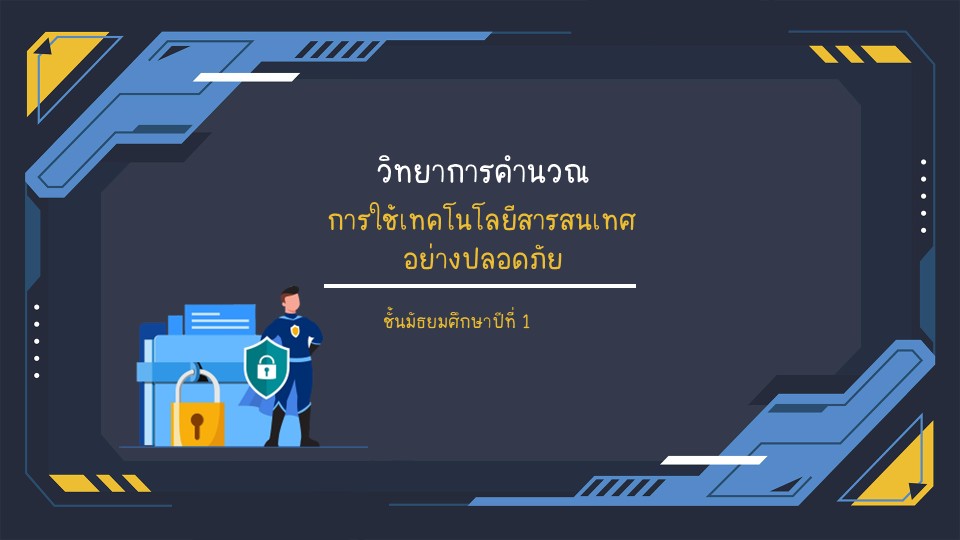 วิทยาการคำนวณ
การใช้เทคโนโลยีสารสนเทศ
อย่างปลอดภัย
ชั้นมัธยมศึกษาปีที่ 1